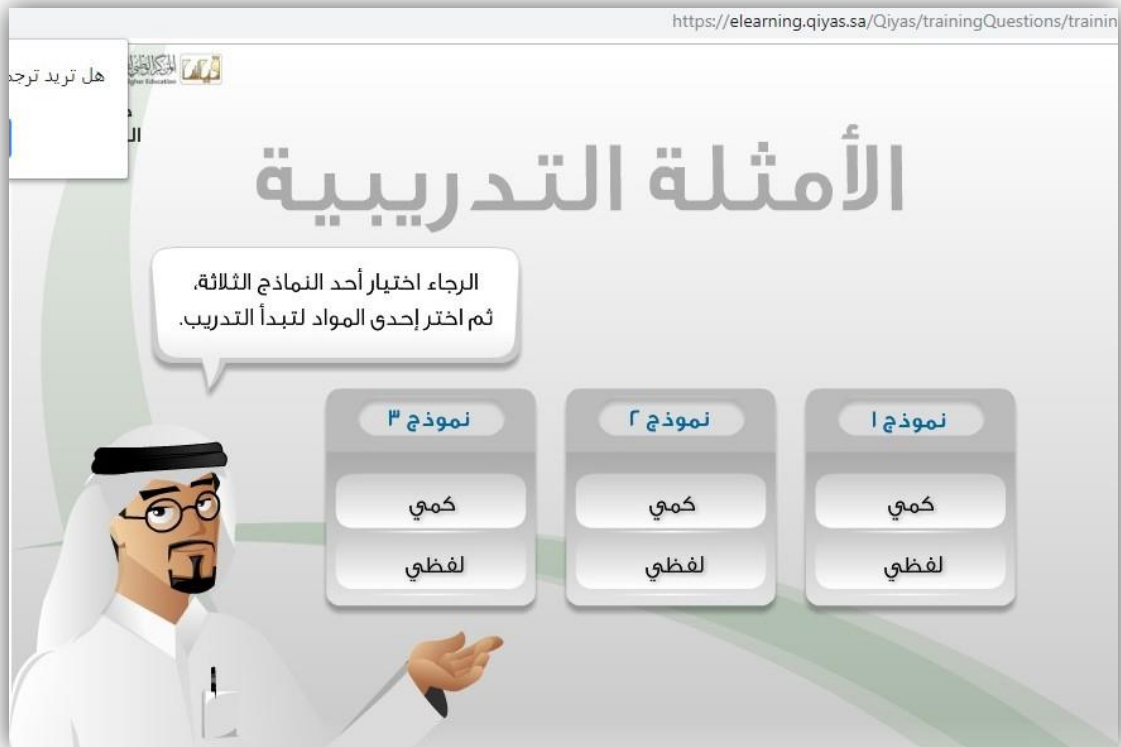 https://elearning.qiyas.sa/Qiyas/trainingQuestions/trainin
هل تريد ترجم
الأمثلة التدريبية
الرجاء اختيار أحد النماذج الثلاثة،
ثم اختر إحدى المواد لتبدأ التدريب.
نموذج ١
كمي
لفظي
نموذج ٢
كمي
لفظي
نموذج ٣
كمي
لفظي